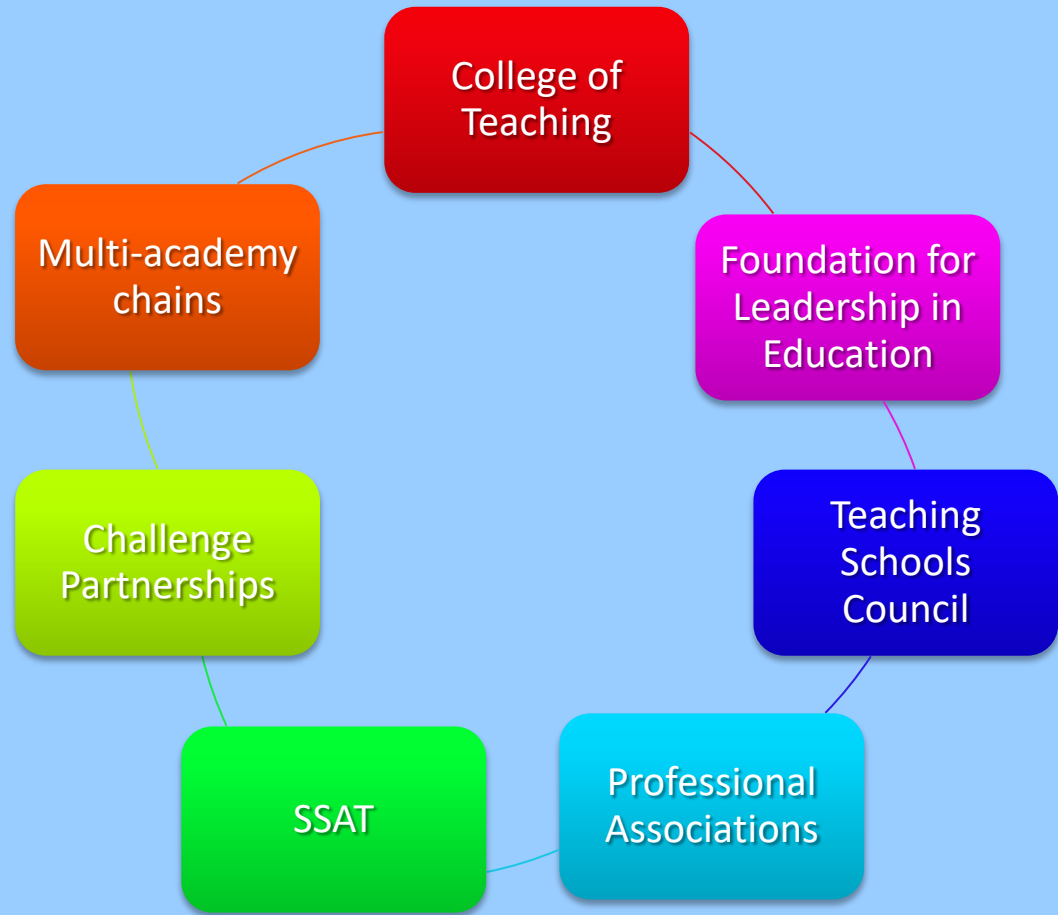 College of
Teaching
Foundation for
Leadership in
Education
Teaching
Schools
Council
Professional
Associations
SSAT
Challenge
Partnerships
Multi-academy
chains